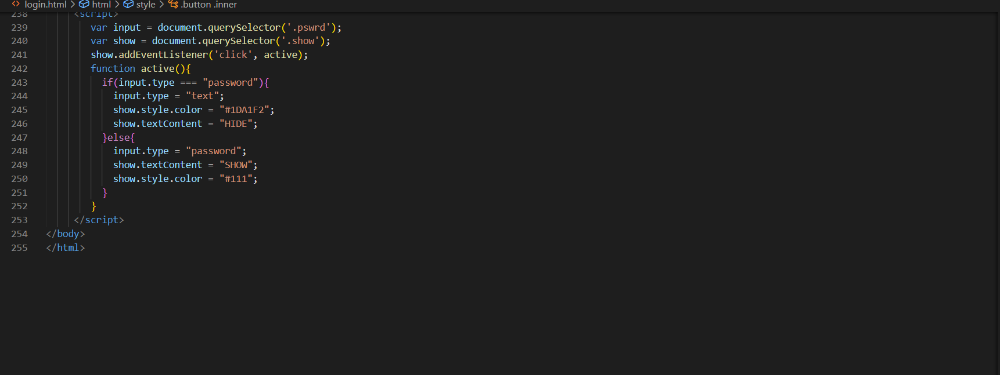 login.html > html > style > .button .inner
238 <script>
239 var input = document.querySelector('.pswrd');
240 var show = document.querySelector('.show');
241 show.addEventListener('click', active);
242 function active(){
243 if(input.type === "password"){
244 input.type = "text";
245 show.style.color = "#1DA1F2";
246 show.textContent = "HIDE";
247 }else{
248 input.type = "password";
249 show.textContent = "SHOW";
250 show.style.color = "#111";
251 }
252 }
253 </script>
254 </body>
255 </html>